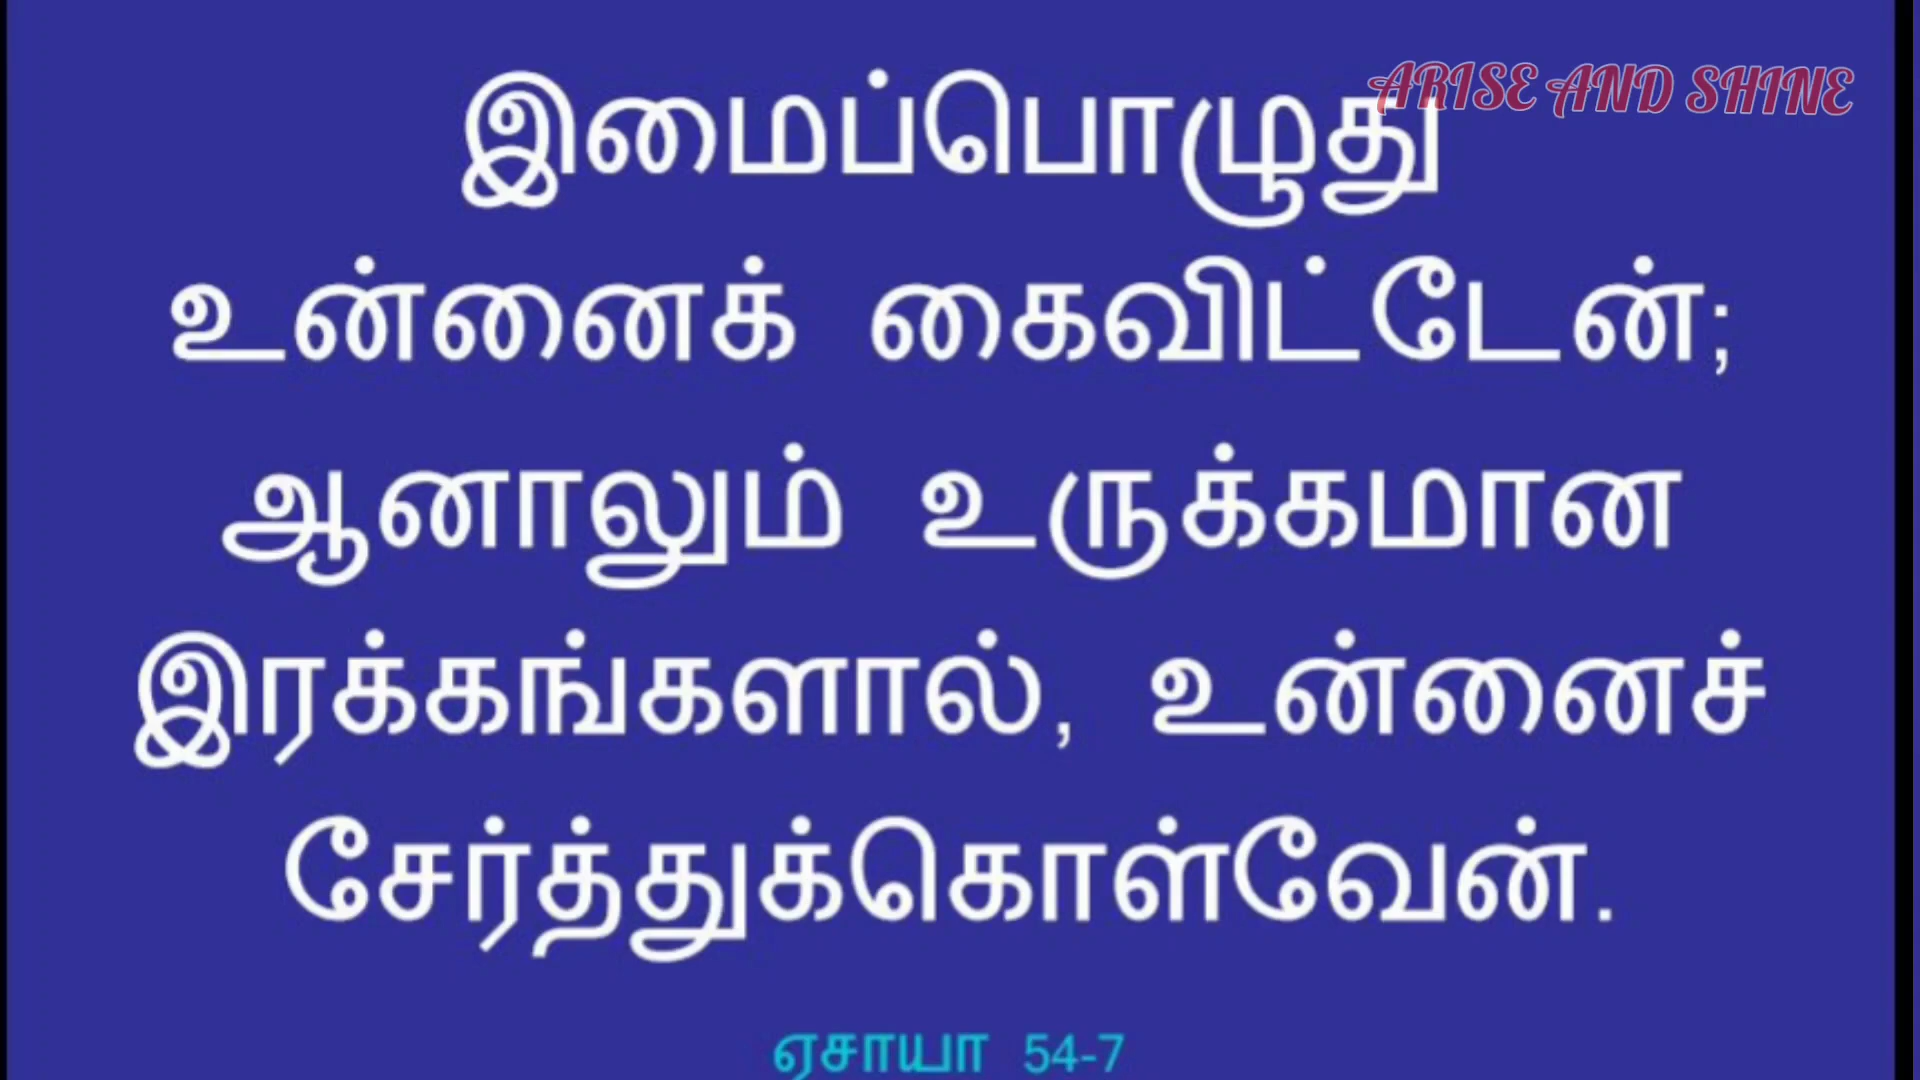 ARISE AND SHINE
இமைப்பொழுது
உன்னைக் கைவிட்டேன்;
ஆனாலும் உருக்கமான
இரக்கங்களால், உன்னைச்
சேர்த்துக்கொள்வேன்.
ஏசாயா 54-7